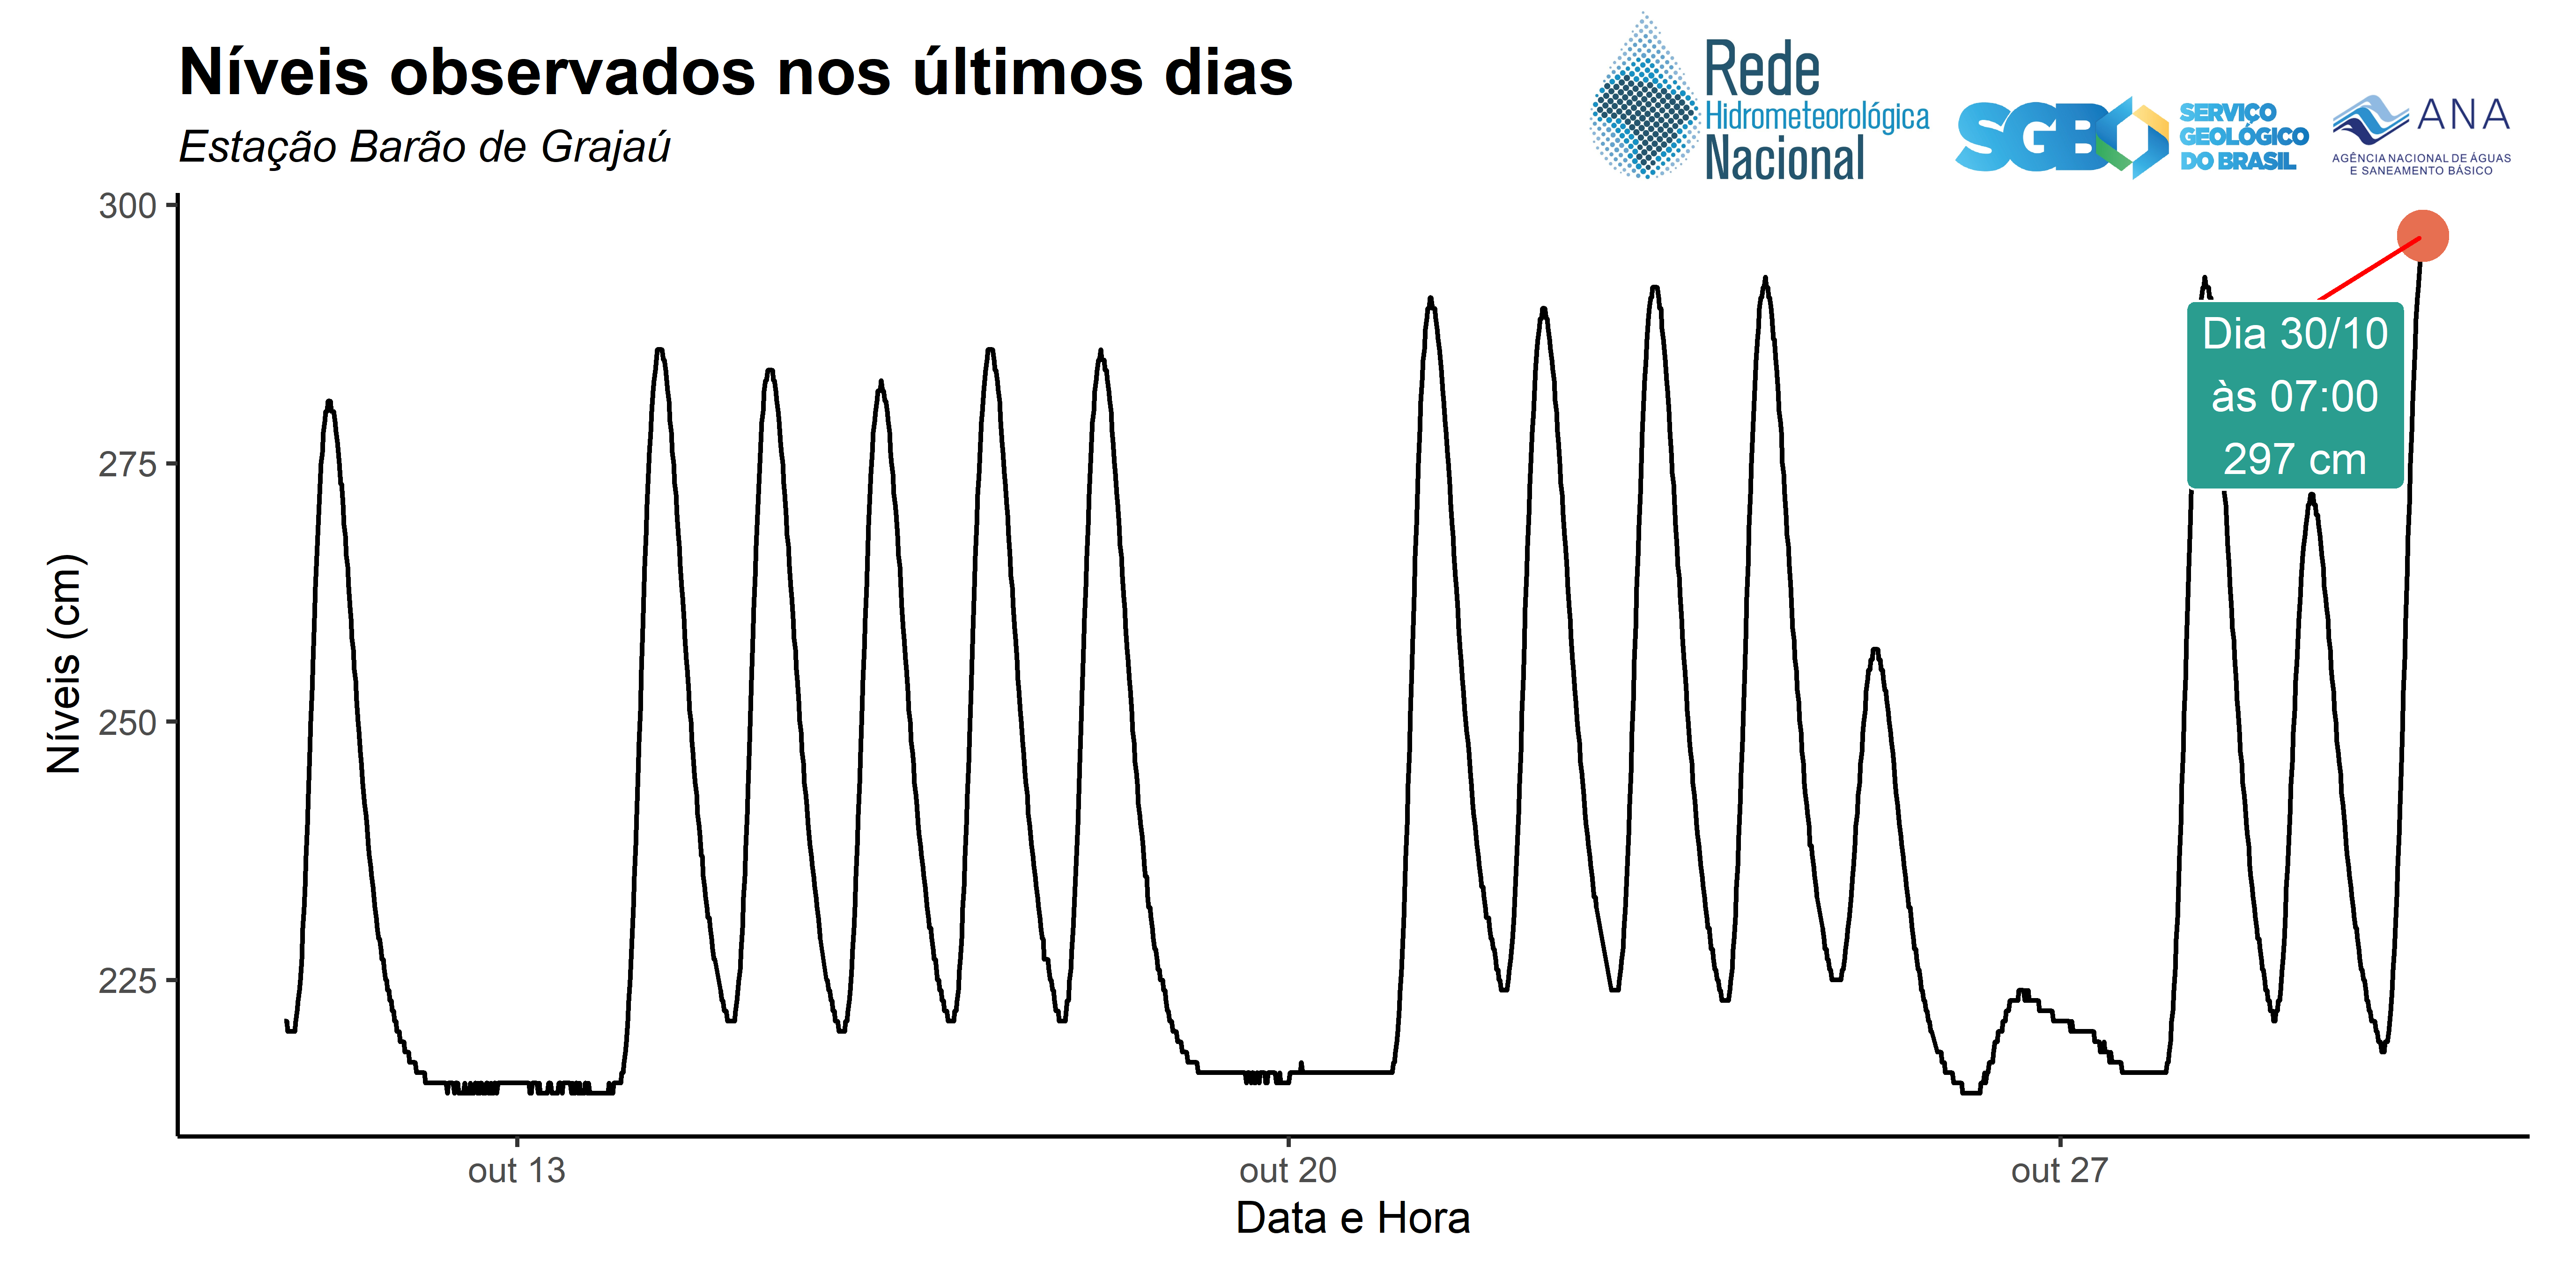 Níveis observados nos últimos dias
Estação Barão de Grajaú
Rede
Hidrometeorológica
Nacional
SGB
SERVIÇO
GEOLÓGICO
DO BRASIL
ANA
AGÊNCIA NACIONAL DE ÁGUAS
E SANEAMENTO BÁSICO
300
275
250
225
Níveis (cm)
Dia 30/10
às 07:00
297 cm
out 13
out 20
out 27
Data e Hora